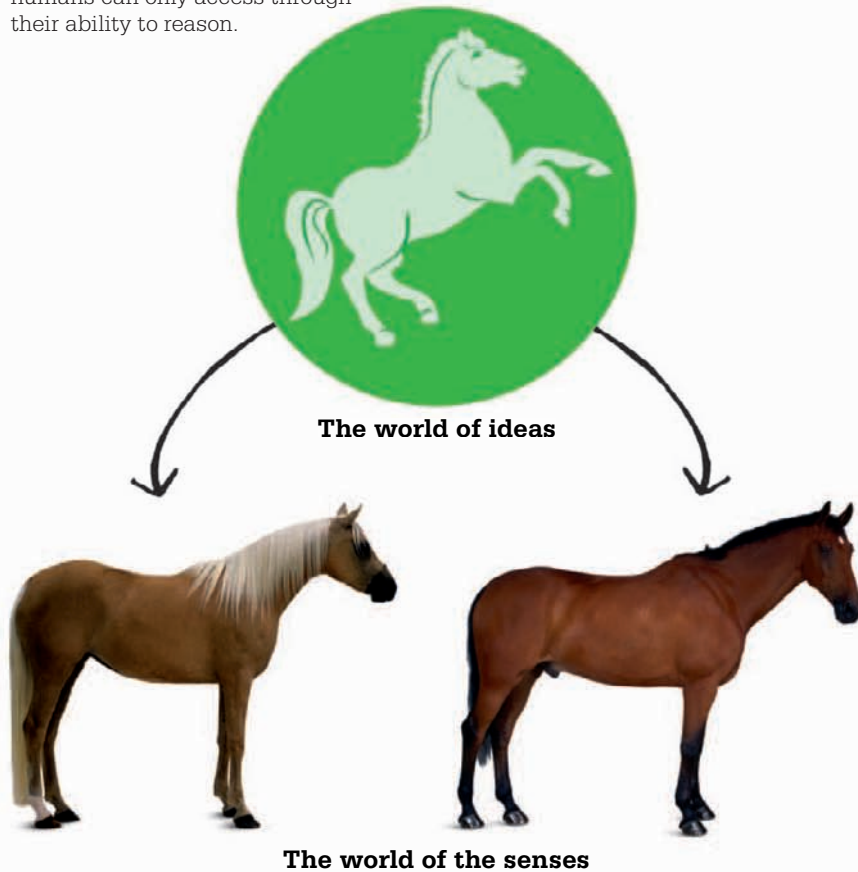 humans can only access through
their ability to reason.
The world of ideas
The world of the senses